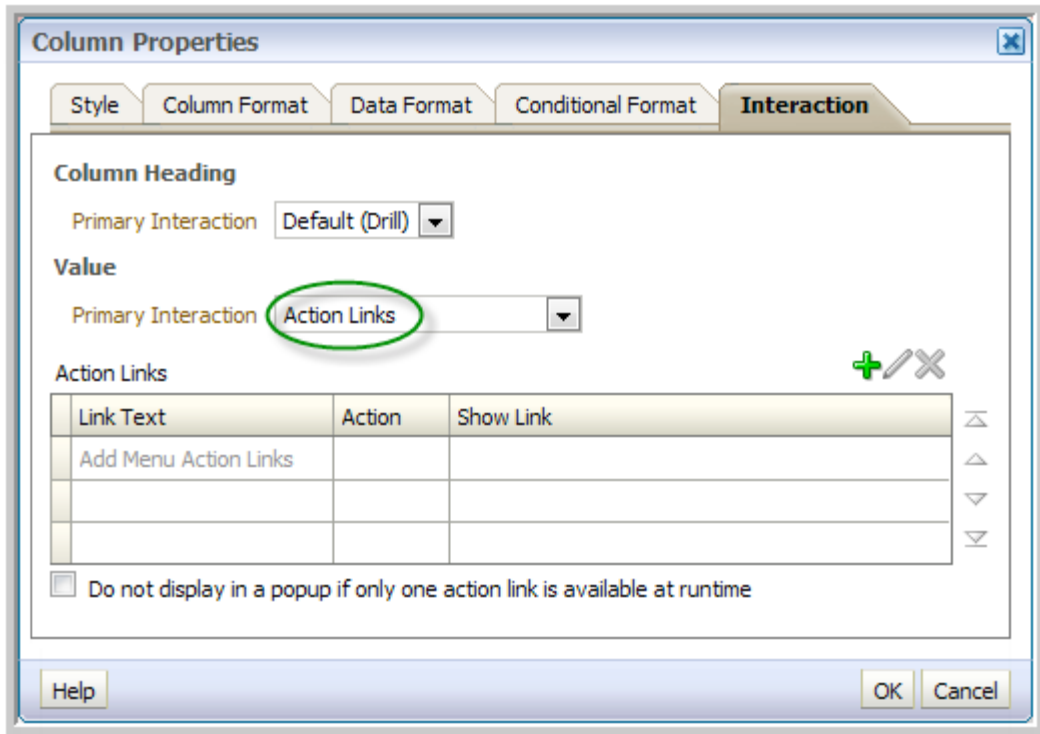 Column Properties
Style Column Format Data Format Conditional Format Interaction
Column Heading
Primary Interaction Default (Drill)
Value
Primary Interaction Action Links
Action Links
Link Text Action Show Link
Add Menu Action Links
Do not display in a popup if only one action link is available at runtime
Help OK Cancel